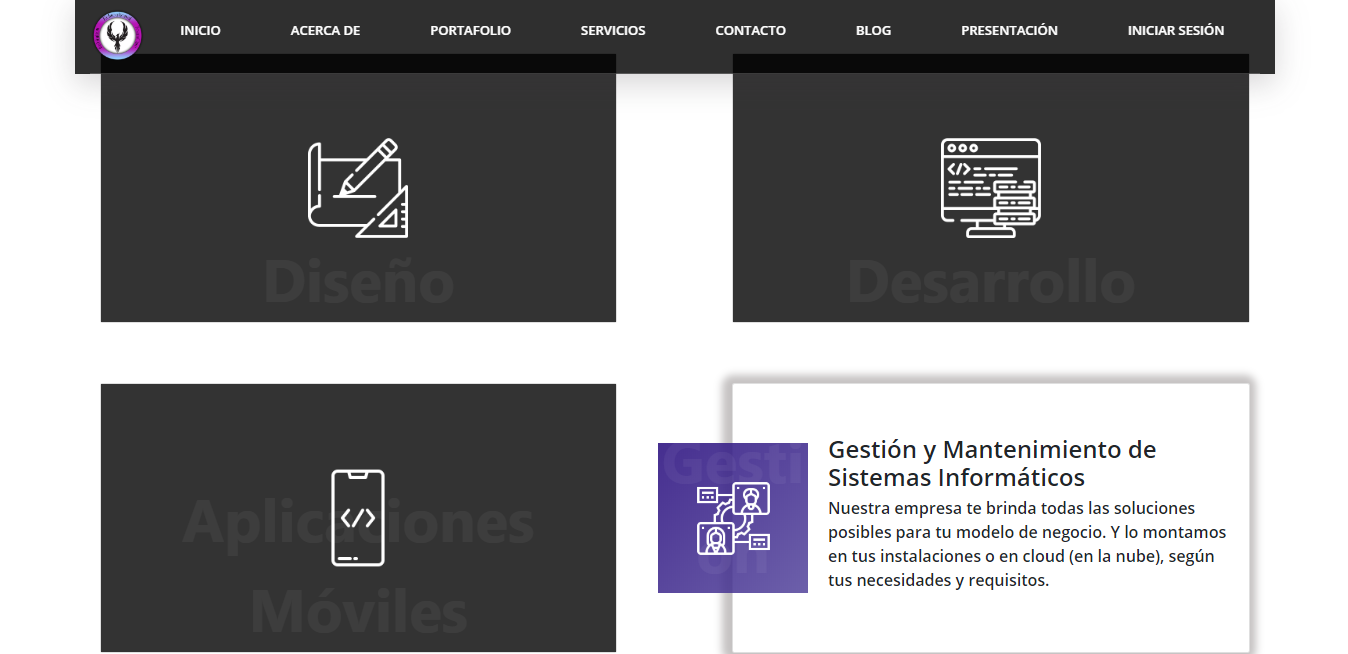 INICIO ACERCA DE PORTAFOLIO SERVICIOS CONTACTO BLOG PRESENTACIÓN INICIAR SESIÓN
Diseño
Desarrollo
Aplicaciones
Móviles
Gesti
ón
Gestión y Mantenimiento de
Sistemas Informáticos
Nuestra empresa te brinda todas las soluciones
posibles para tu modelo de negocio. Y lo montamos
en tus instalaciones o en cloud (en la nube), según
tus necesidades y requisitos.